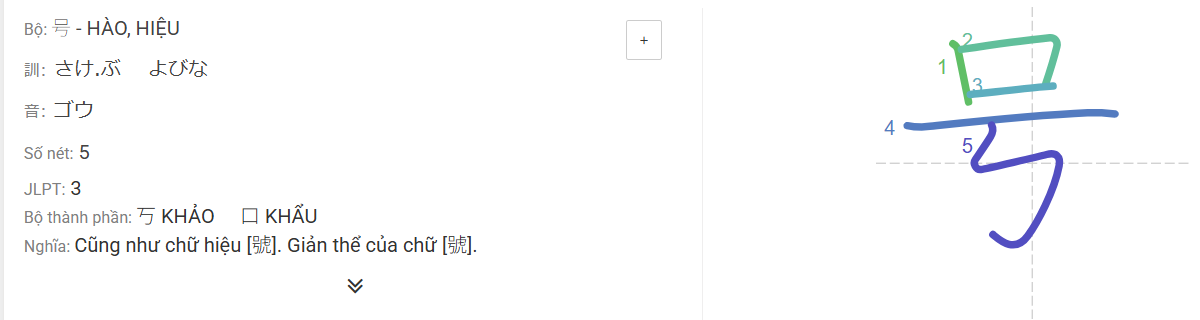 Bộ: 号 - HÀO, HIỆU
+
訓: さけ.ぶ よびな
音: ゴウ
Số nét: 5
JLPT: 3
Bộ thành phần: 丂 KHẢO 口 KHẨU
Nghĩa: Cũng như chữ hiệu [號]. Giản thể của chữ [號].
号
1
2
3
4
5